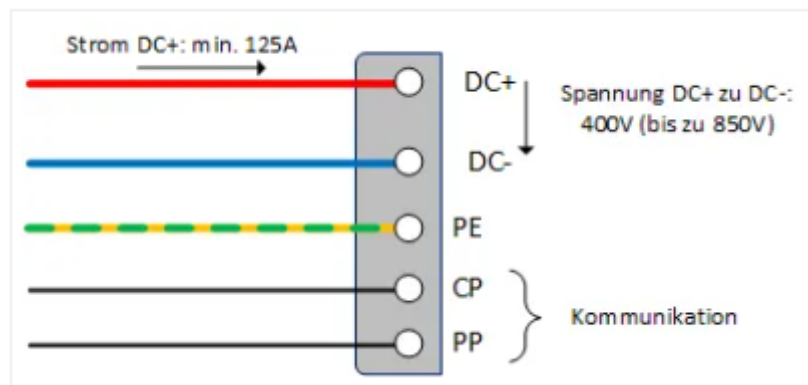 Strom DC+: min. 125A
DC+
Spannung DC+ zu DC-:
400V (bis zu 850V)
DC-
PE
CP
Kommunikation
PP